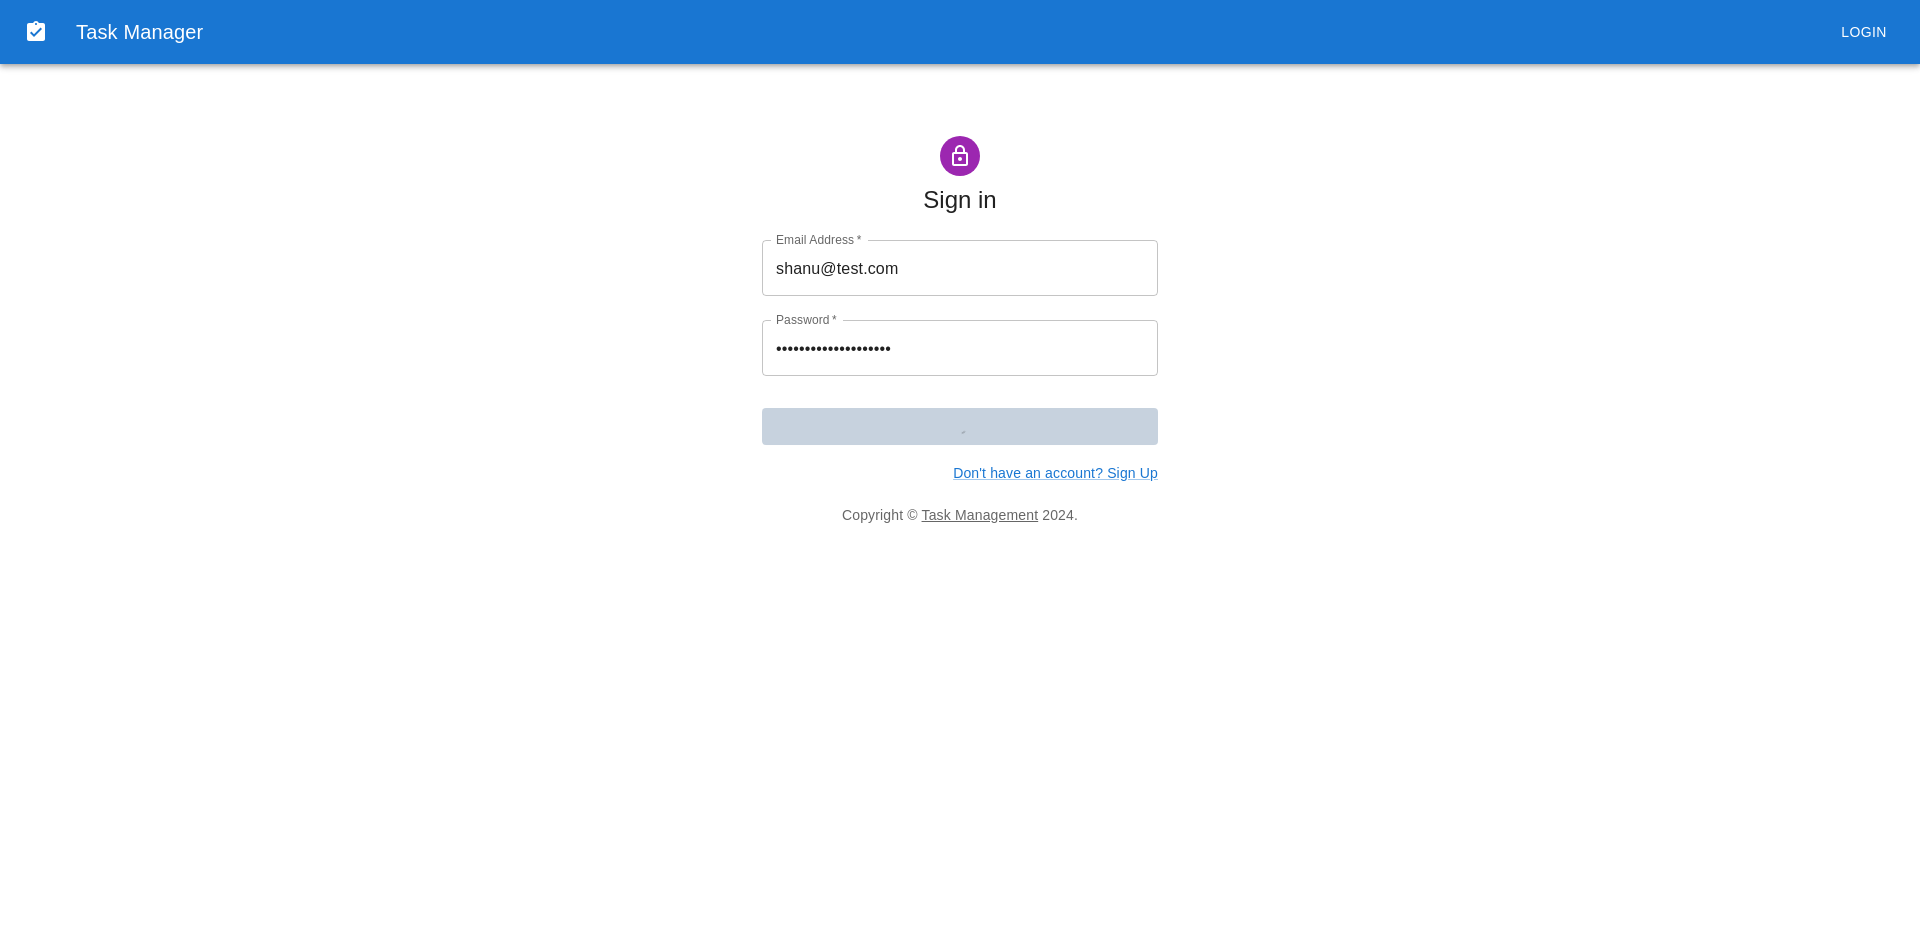 Task Manager
LOGIN
Sign in
Email Address *
shanu@test.com
Password *
••••••••••••••••••••
Don't have an account? Sign Up
Copyright © Task Management 2024.